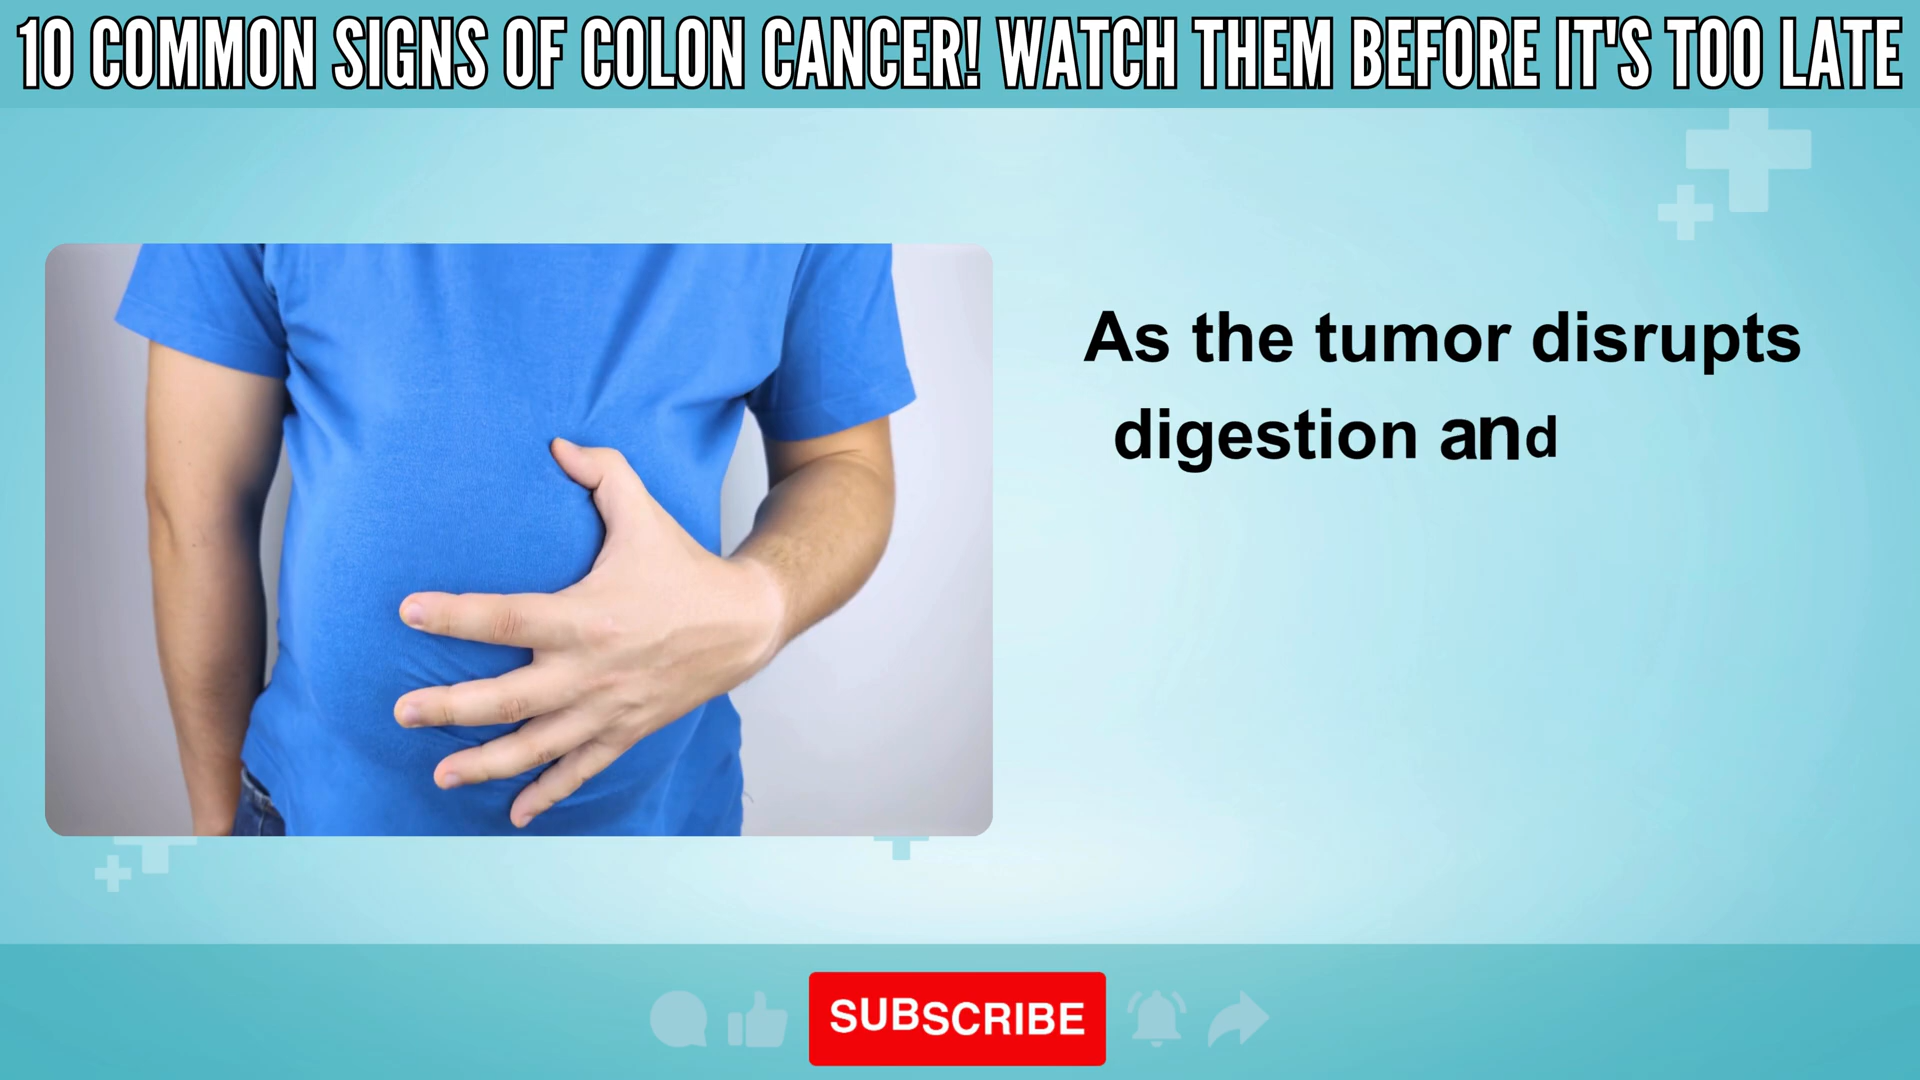 10 COMMON SIGNS OF COLON CANCER! WATCH THEM BEFORE IT'S TOO LATE
As the tumor disrupts
digestion and
SUBSCRIBE